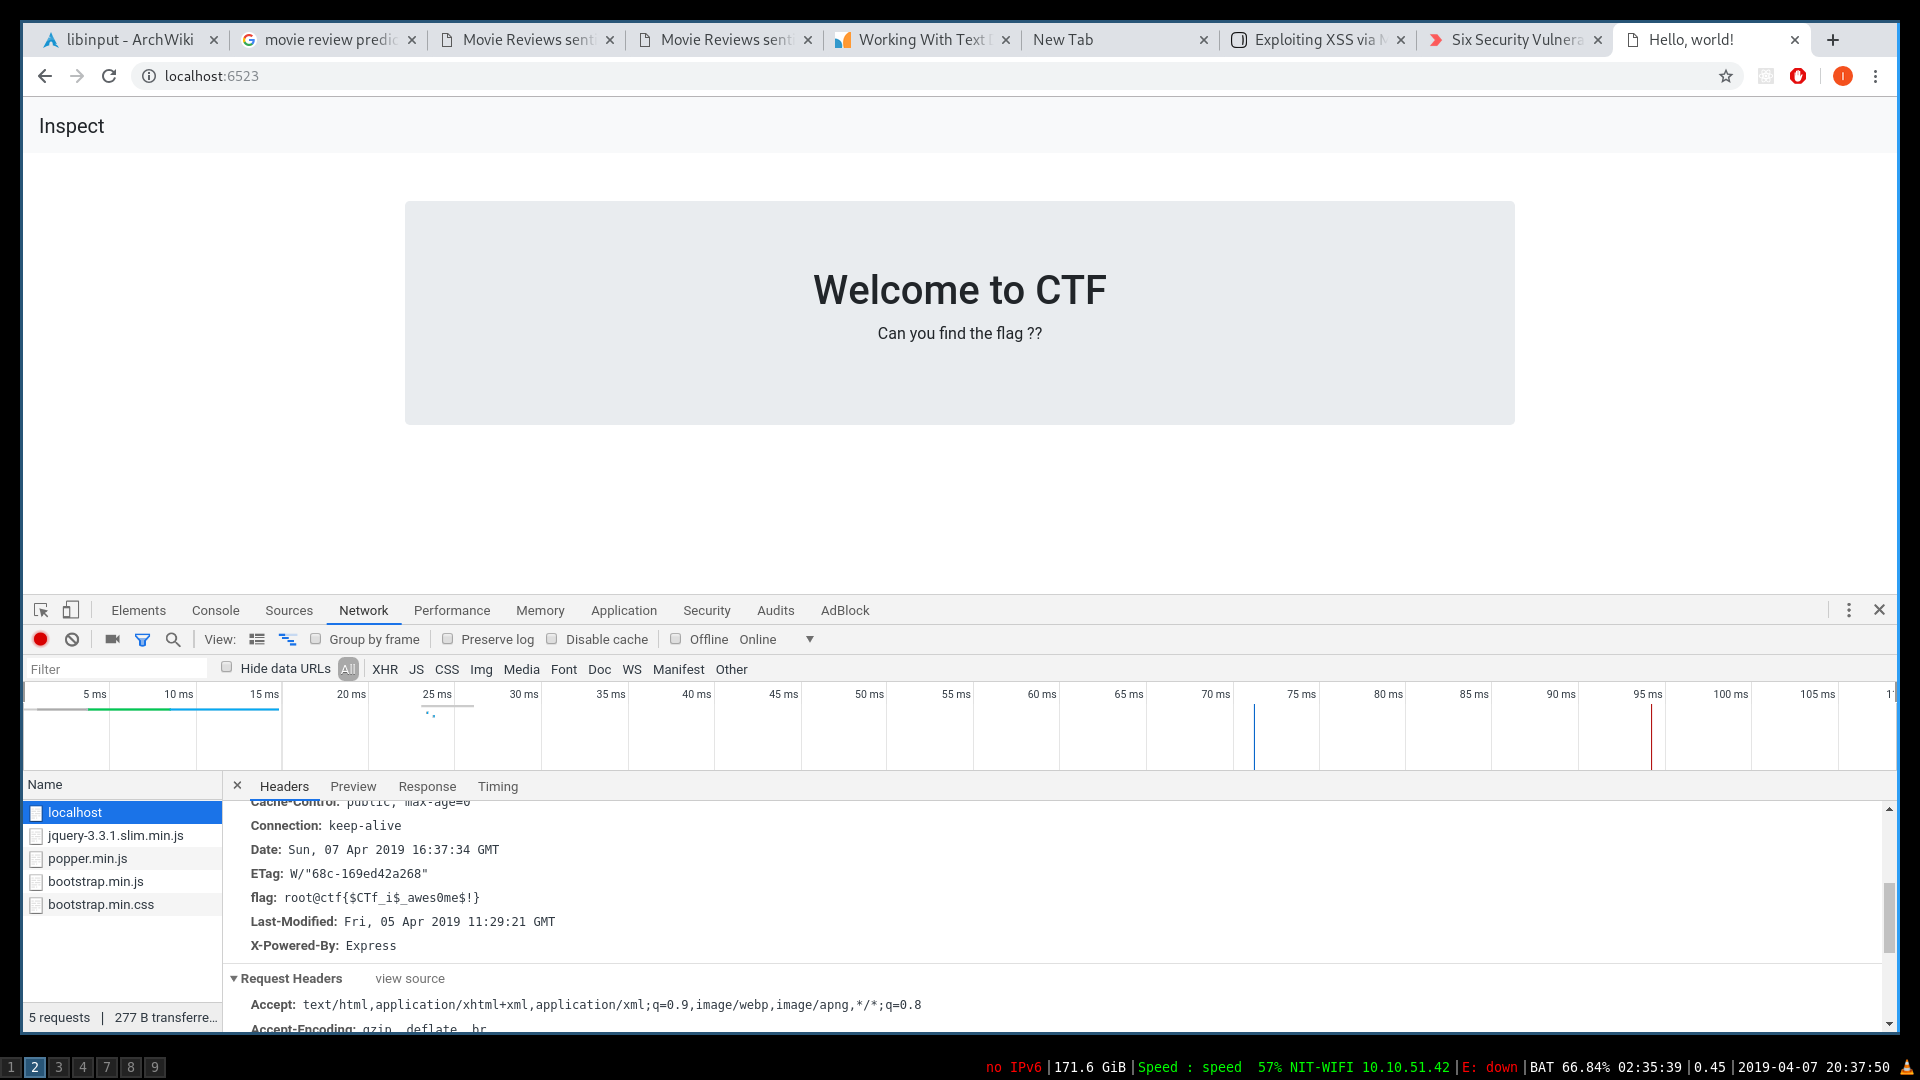 libinput - ArchWiki
movie review predic
Movie Reviews sent
Movie Reviews sent
Working With Text
New Tab
Exploiting XSS via
Six Security Vulnera
Hello, world!
localhost:6523
Inspect
Welcome to CTF
Can you find the flag ??
Elements Console Sources Network Performance Memory Application Security Audits AdBlock
View: Group by frame Preserve log Disable cache Offline Online
Filter Hide data URLs All XHR JS CSS Img Media Font Doc WS Manifest Other
5 ms 10 ms 15 ms 20 ms 25 ms 30 ms 35 ms 40 ms 45 ms 50 ms 55 ms 60 ms 65 ms 70 ms 75 ms 80 ms 85 ms 90 ms 95 ms 100 ms 105 ms
Name
localhost
jquery-3.3.1.slim.min.js
popper.min.js
bootstrap.min.js
bootstrap.min.css
5 requests | 277 B transferre...
Headers Preview Response Timing
Cache-Control: public, max-age=0
Connection: keep-alive
Date: Sun, 07 Apr 2019 16:37:34 GMT
ETag: W/"68c-169ed42a268"
flag: root@ctf{$CTf_i$_awes0me$!}
Last-Modified: Fri, 05 Apr 2019 11:29:21 GMT
X-Powered-By: Express
Request Headers view source
Accept: text/html,application/xhtml+xml,application/xml;q=0.9,image/webp,image/apng,*/*;q=0.8
Accept-Encoding: gzip, deflate, br
1 2 3 4 7 8 9
no IPv6|171.6 GiB|Speed : speed 57% NIT-WIFI 10.10.51.42|E: down|BAT 66.84% 02:35:39|0.45|2019-04-07 20:37:50